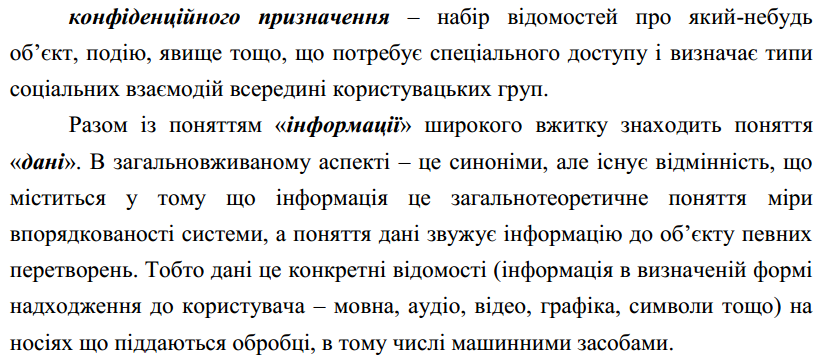 конфіденційного призначення – набір відомостей про який-небудь
об’єкт, подію, явище тощо, що потребує спеціального доступу і визначає типи
соціальних взаємодій всередині користувацьких груп.
Разом із поняттям «інформації» широкого вжитку знаходить поняття
«дані». В загальновживаному аспекті – це синоніми, але існує відмінність, що
міститься у тому що інформація це загальнотеоретичне поняття міри
впорядкованості системи, а поняття дані звужує інформацію до об’єкту певних
перетворень. Тобто дані це конкретні відомості (інформація в визначеній формі
надходження до користувача – мовна, аудіо, відео, графіка, символи тощо) на
носіях що піддаються обробці, в тому числі машинними засобами.